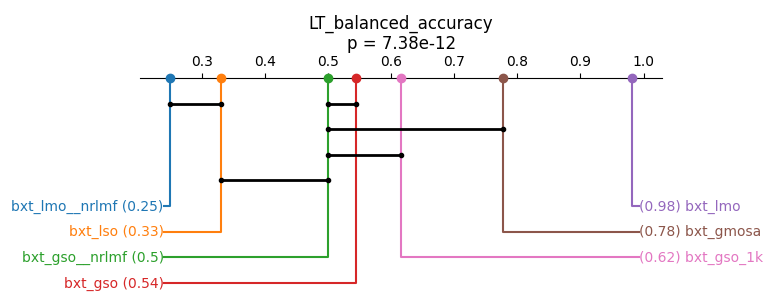 LT_balanced_accuracy
p = 7.38e-12
0.3 0.4 0.5 0.6 0.7 0.8 0.9 1.0
bxt_lmo__nrlmf (0.25) (0.98) bxt_lmo
bxt_lso (0.33) (0.78) bxt_gmosa
bxt_gso__nrlmf (0.5) (0.62) bxt_gso_1k
bxt_gso (0.54)